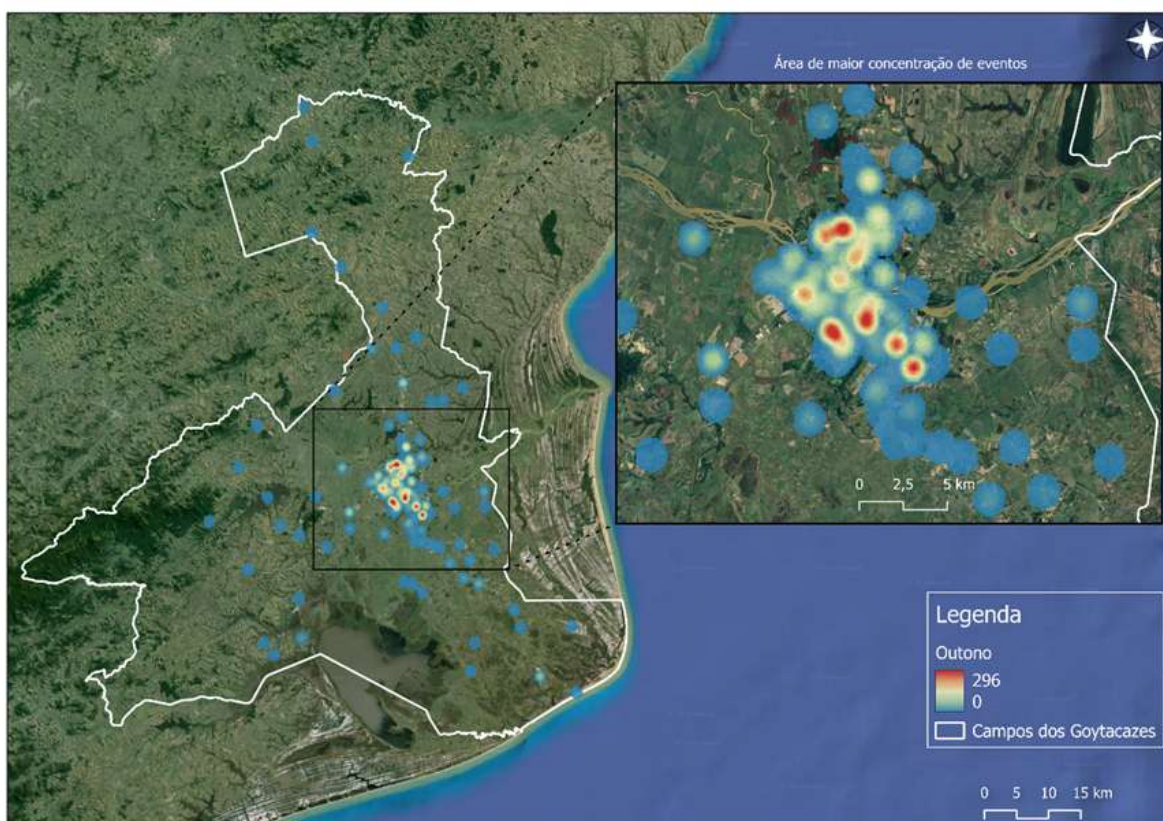 Área de maior concentração de eventos
0 2,5 5 km
Legenda
Outono
296
0
Campos dos Goytacazes
0 5 10 15 km